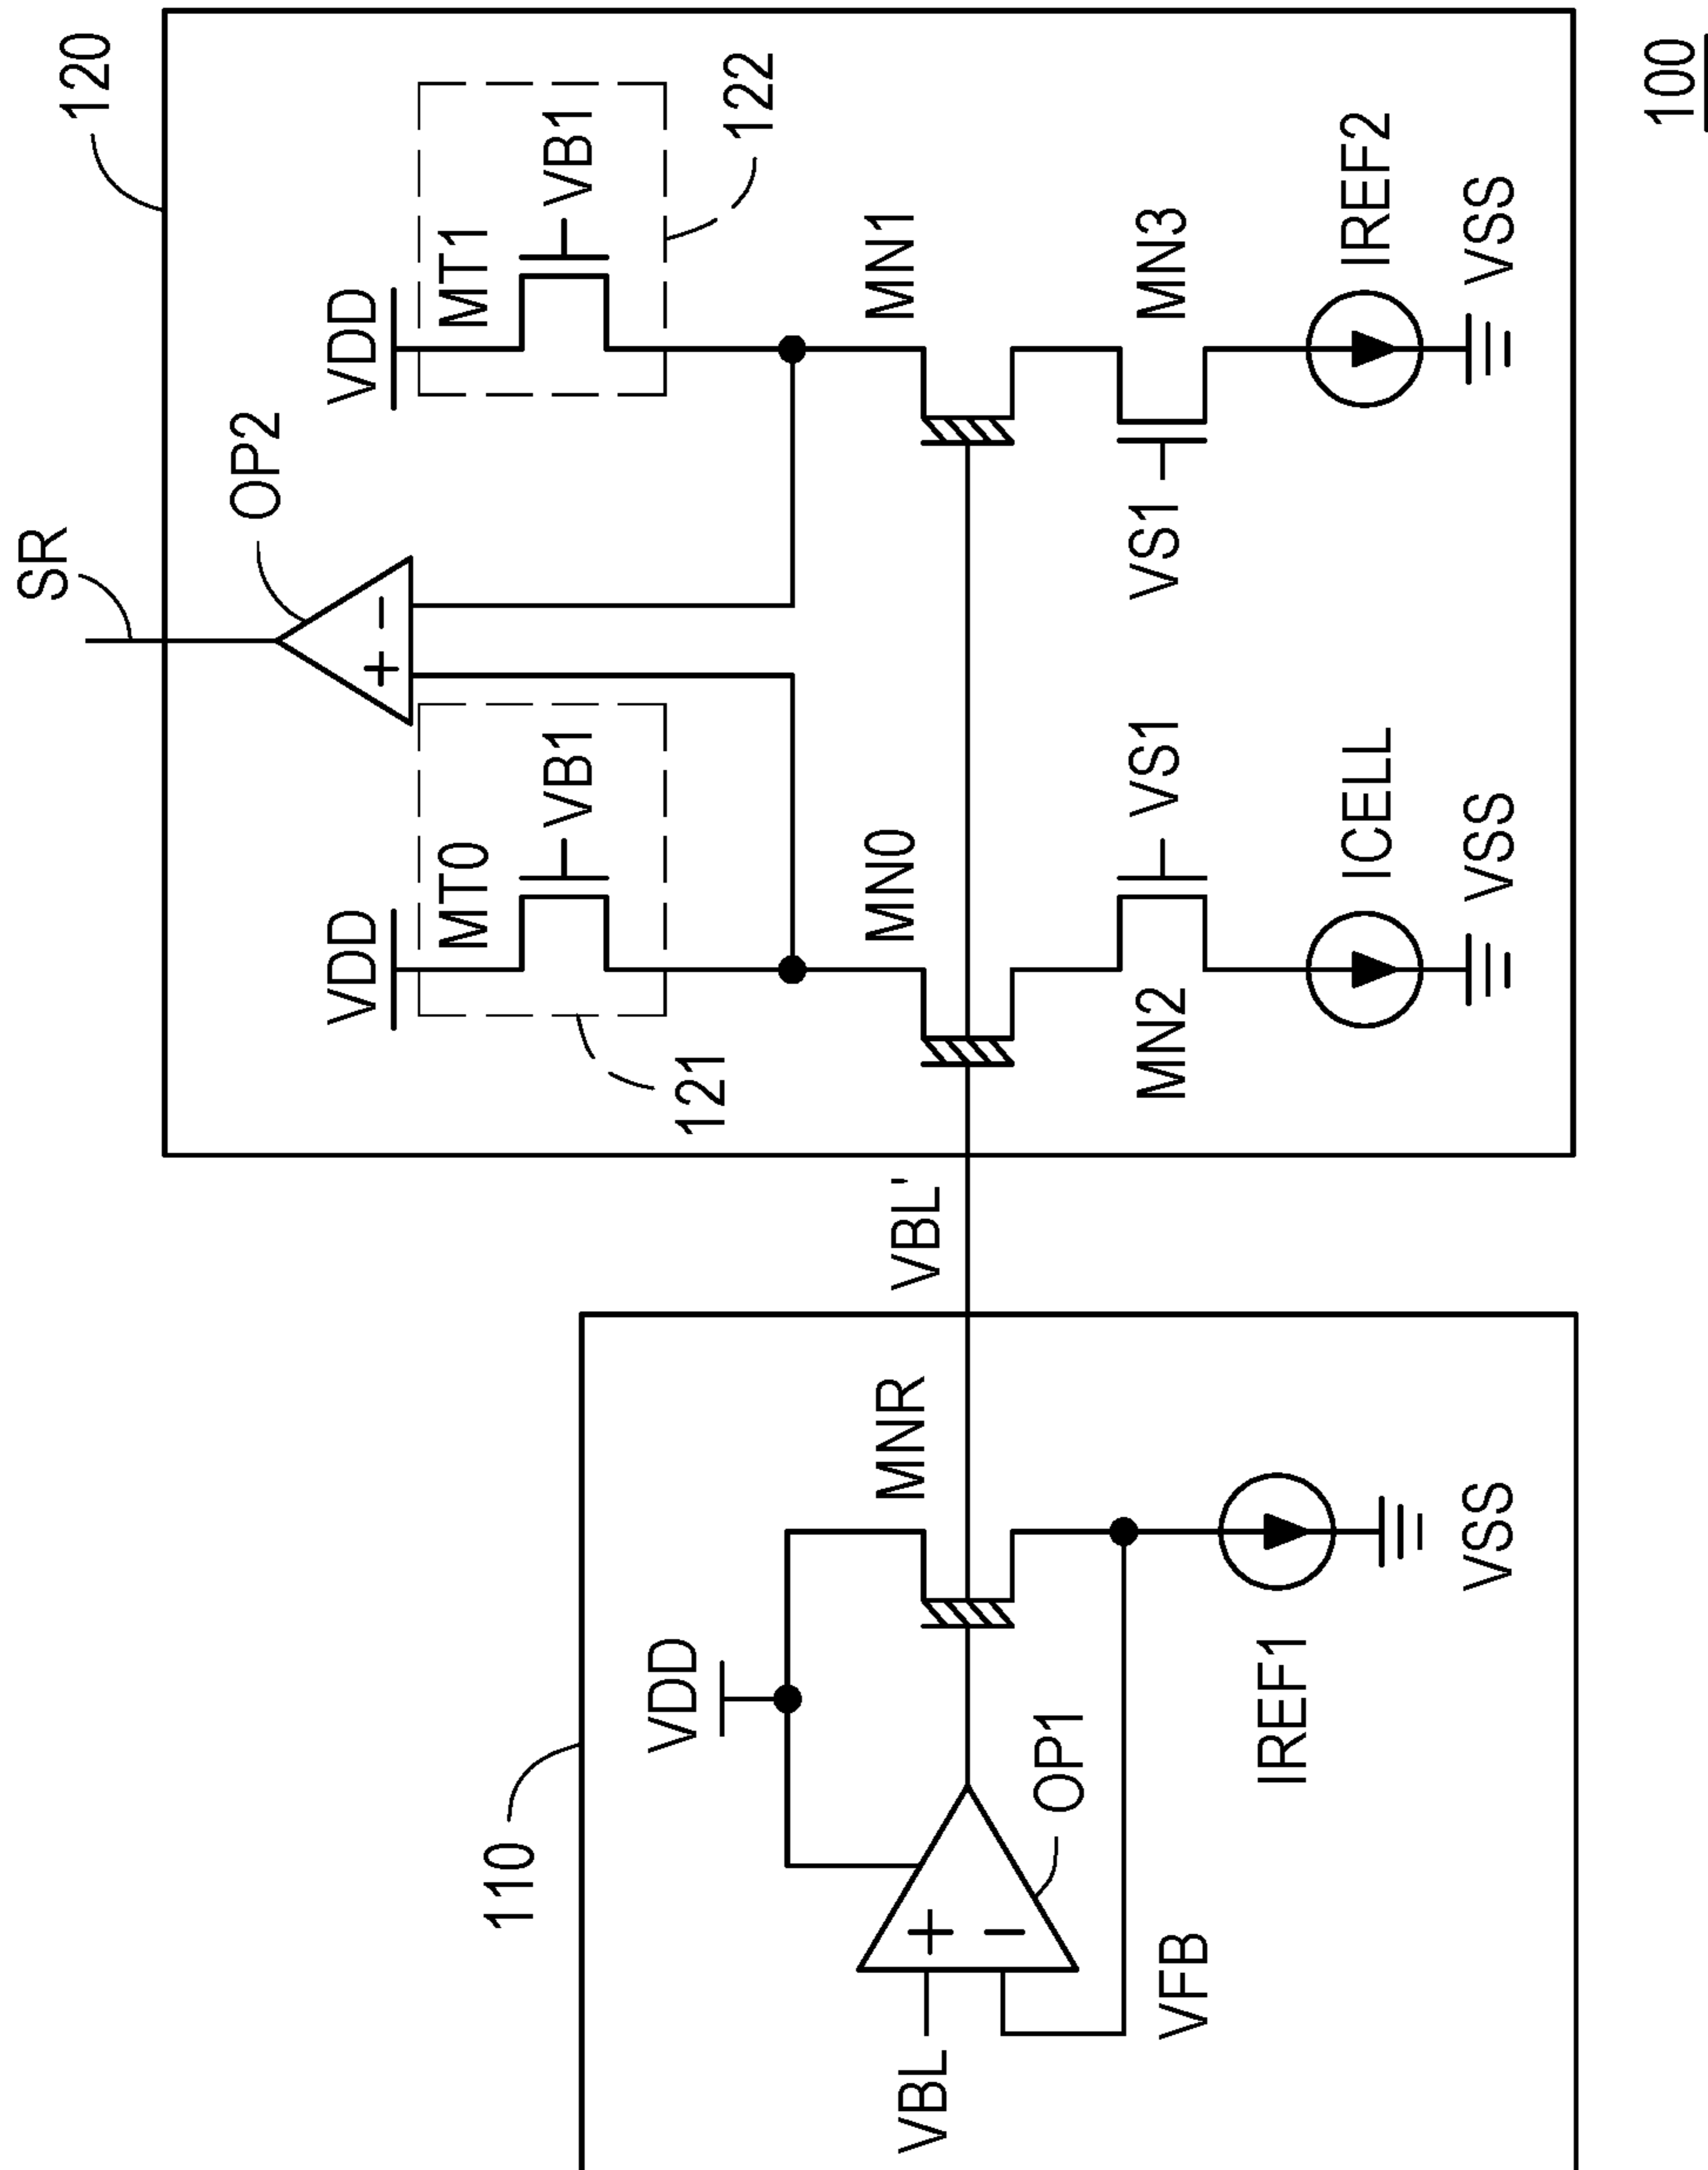 SR
120
OP2
VDD
VDD
MT0
MT1
VB1
VB1
121
122
110
VDD
MNR
VBL'
MN0
MN1
VBL
+
−
+
−
OP1
VFB
MN2
VS1
VS1
MN3
IREF1
ICELL
IREF2
VSS
VSS
VSS
100